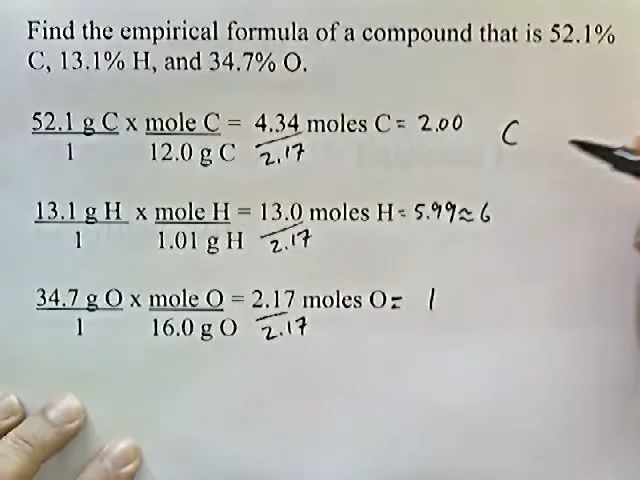 Find the empirical formula of a compound that is 52.1%
C, 13.1% H, and 34.7% O.
52.1 g C x mole C = 4.34 moles C = 2.00 C
1 12.0 g C 2.17
13.1 g H x mole H = 13.0 moles H = 5.99 ≈ 6
1 1.01 g H 2.17
34.7 g O x mole O = 2.17 moles O = 1
1 16.0 g O 2.17